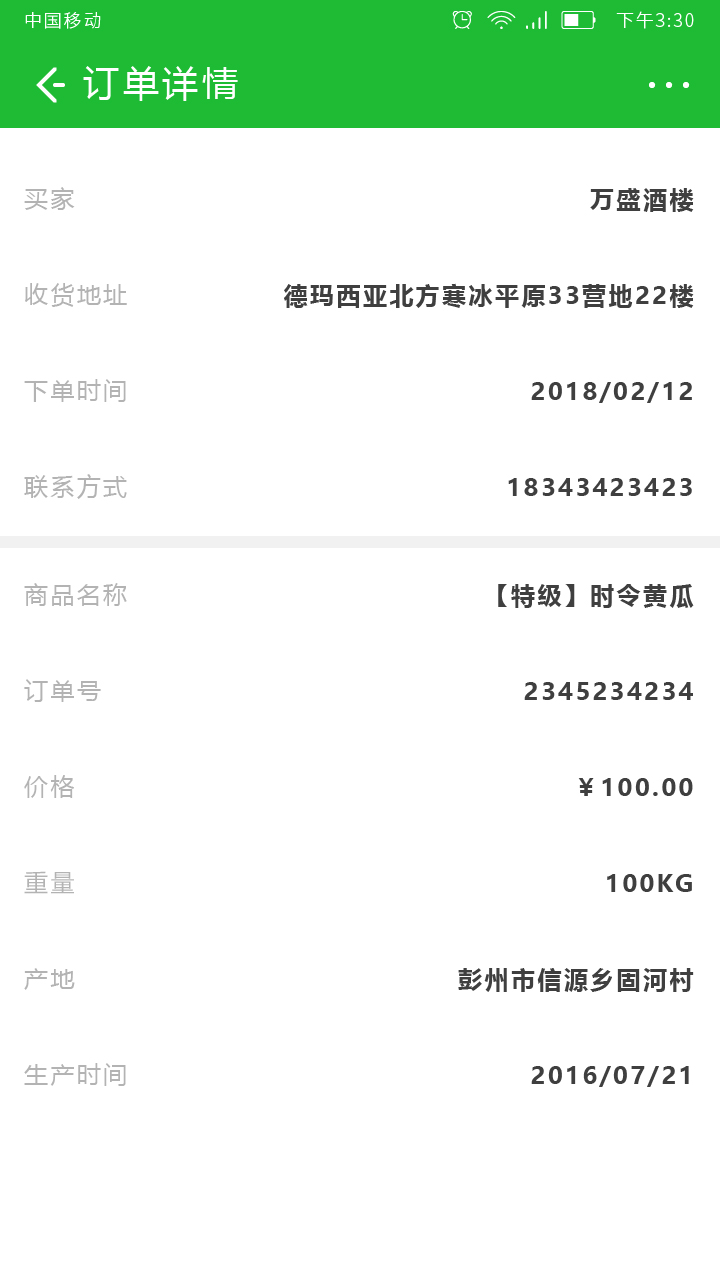 中国移动 下午3:30
订单详情
买家 万盛酒楼
收货地址 德玛西亚北方寒冰平原33营地22楼
下单时间 2018/02/12
联系方式 18343423423
商品名称 【特级】时令黄瓜
订单号 2345234234
价格 ￥100.00
重量 100KG
产地 彭州市信源乡固河村
生产时间 2016/07/21